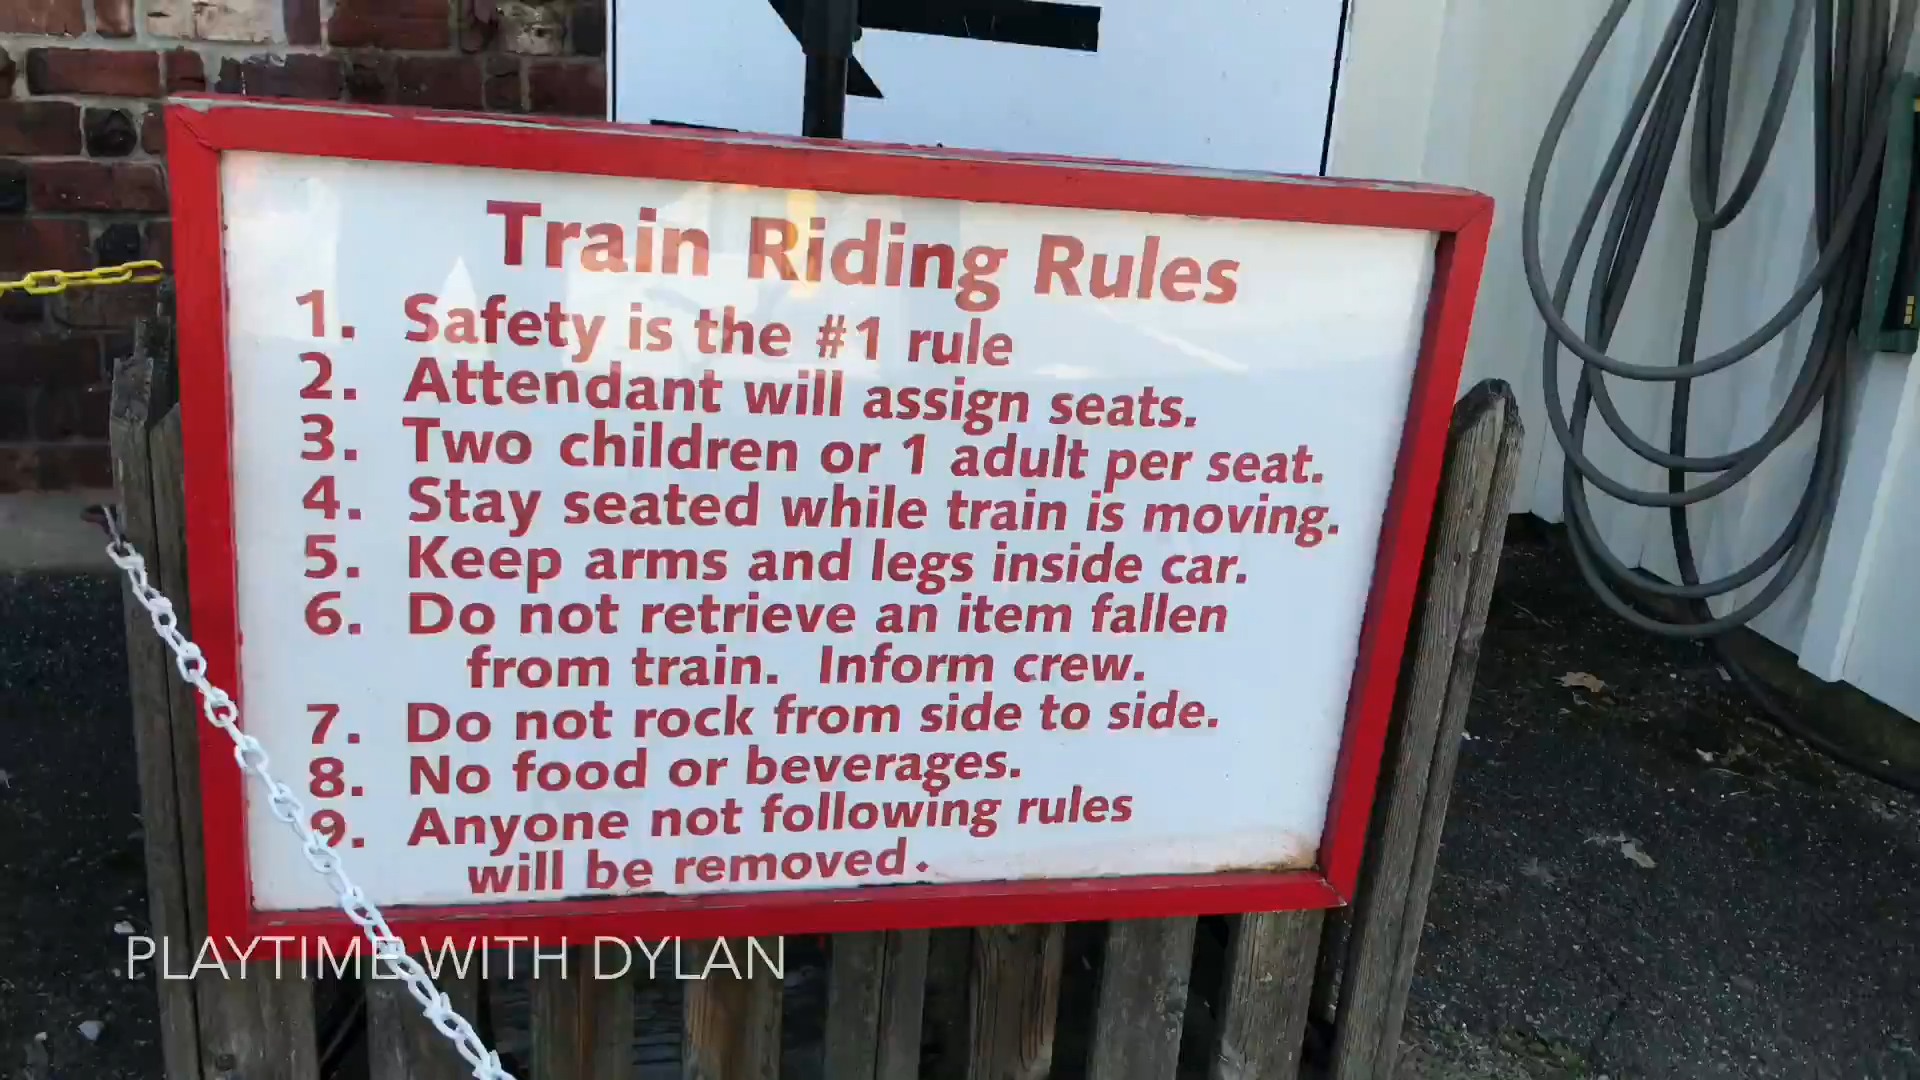 Train Riding Rules
1. Safety is the #1 rule
2. Attendant will assign seats.
3. Two children or 1 adult per seat.
4. Stay seated while train is moving.
5. Keep arms and legs inside car.
6. Do not retrieve an item fallen
from train. Inform crew.
7. Do not rock from side to side.
8. No food or beverages.
9. Anyone not following rules
will be removed.
PLAYTIME WITH DYLAN